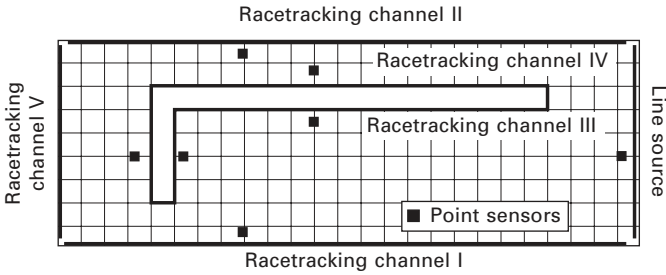 Racetracking channel II
Racetracking channel IV
Racetracking
channel V
Racetracking channel III
Line source
Point sensors
Racetracking channel I